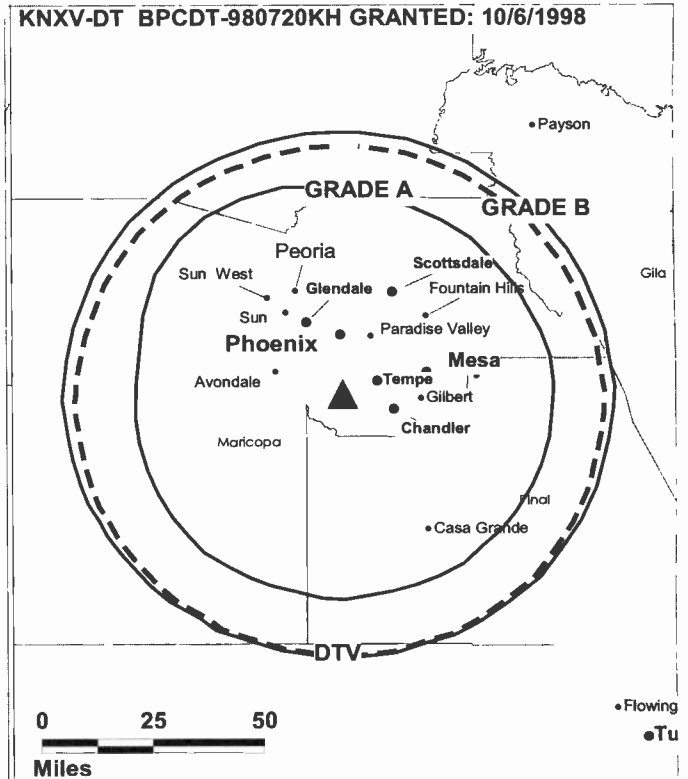 KNXV-DT BPCDT-980720KH GRANTED: 10/6/1998
Payson
GRADE A
GRADE B
Peoria
Scottsdale
Sun West
Gila
Glendale
Fountain Hills
Sun
Paradise Valley
Phoenix
Mesa
Avondale
Tempe
Gilbert
Chandler
Maricopa
Pinal
Casa Grande
DTV
Flowing
Tu
0 25 50
Miles